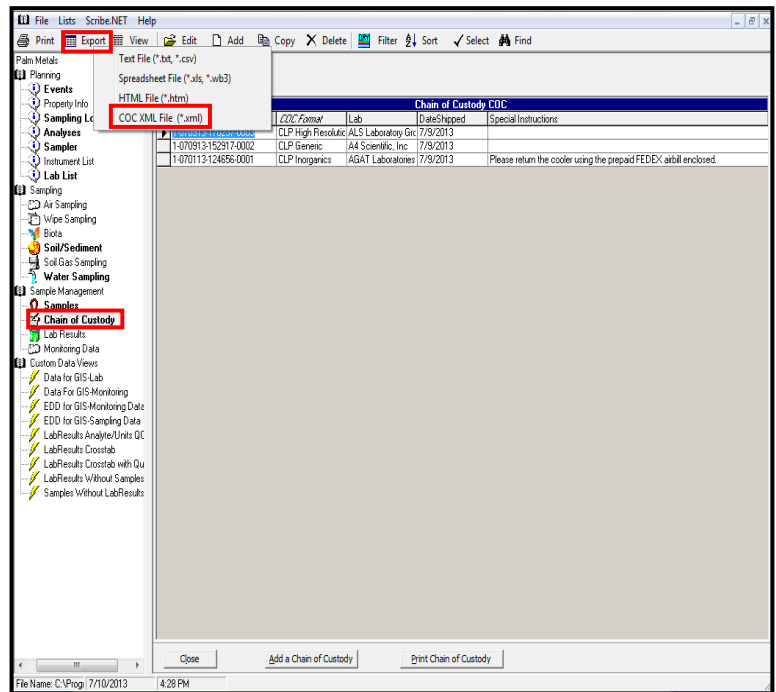 File Lists Scribe.NET Help
Print Export View Edit Add Copy Delete Filter Sort Select Find
Palm Metals
Text File (*.txt, *.csv)
Spreadsheet File (*.xls, *.wb3)
HTML File (*.htm)
COC XML File (*.xml)
Planning
Events
Property Info
Sampling Lo
Analyses
Sampler
Instrument List
Lab List
Sampling
Air Sampling
Wipe Sampling
Biota
Soil/Sediment
Soil Gas Sampling
Water Sampling
Sample Management
Samples
Chain of Custody
Lab Results
Monitoring Data
Custom Data Views
Data for GIS-Lab
Data For GIS-Monitoring
EDD for GIS-Monitoring Data
EDD for GIS-Sampling Data
LabResults Analyte/Units QC
LabResults Crosstab
LabResults Crosstab with Qu
LabResults Without Samples
Samples Without LabResults
Chain of Custody COC
COC Format Lab DateShipped Special Instructions
1-070913-170237-0003 CLP High Resolutic ALS Laboratory Grc 7/9/2013
1-070913-152917-0002 CLP Generic A4 Scientific, Inc 7/9/2013
1-070113-124656-0001 CLP Inorganics AGAT Laboratories 7/9/2013 Please return the cooler using the prepaid FEDEX airbill enclosed.
Close Add a Chain of Custody Print Chain of Custody
File Name: C:\Progr 7/10/2013 4:28 PM